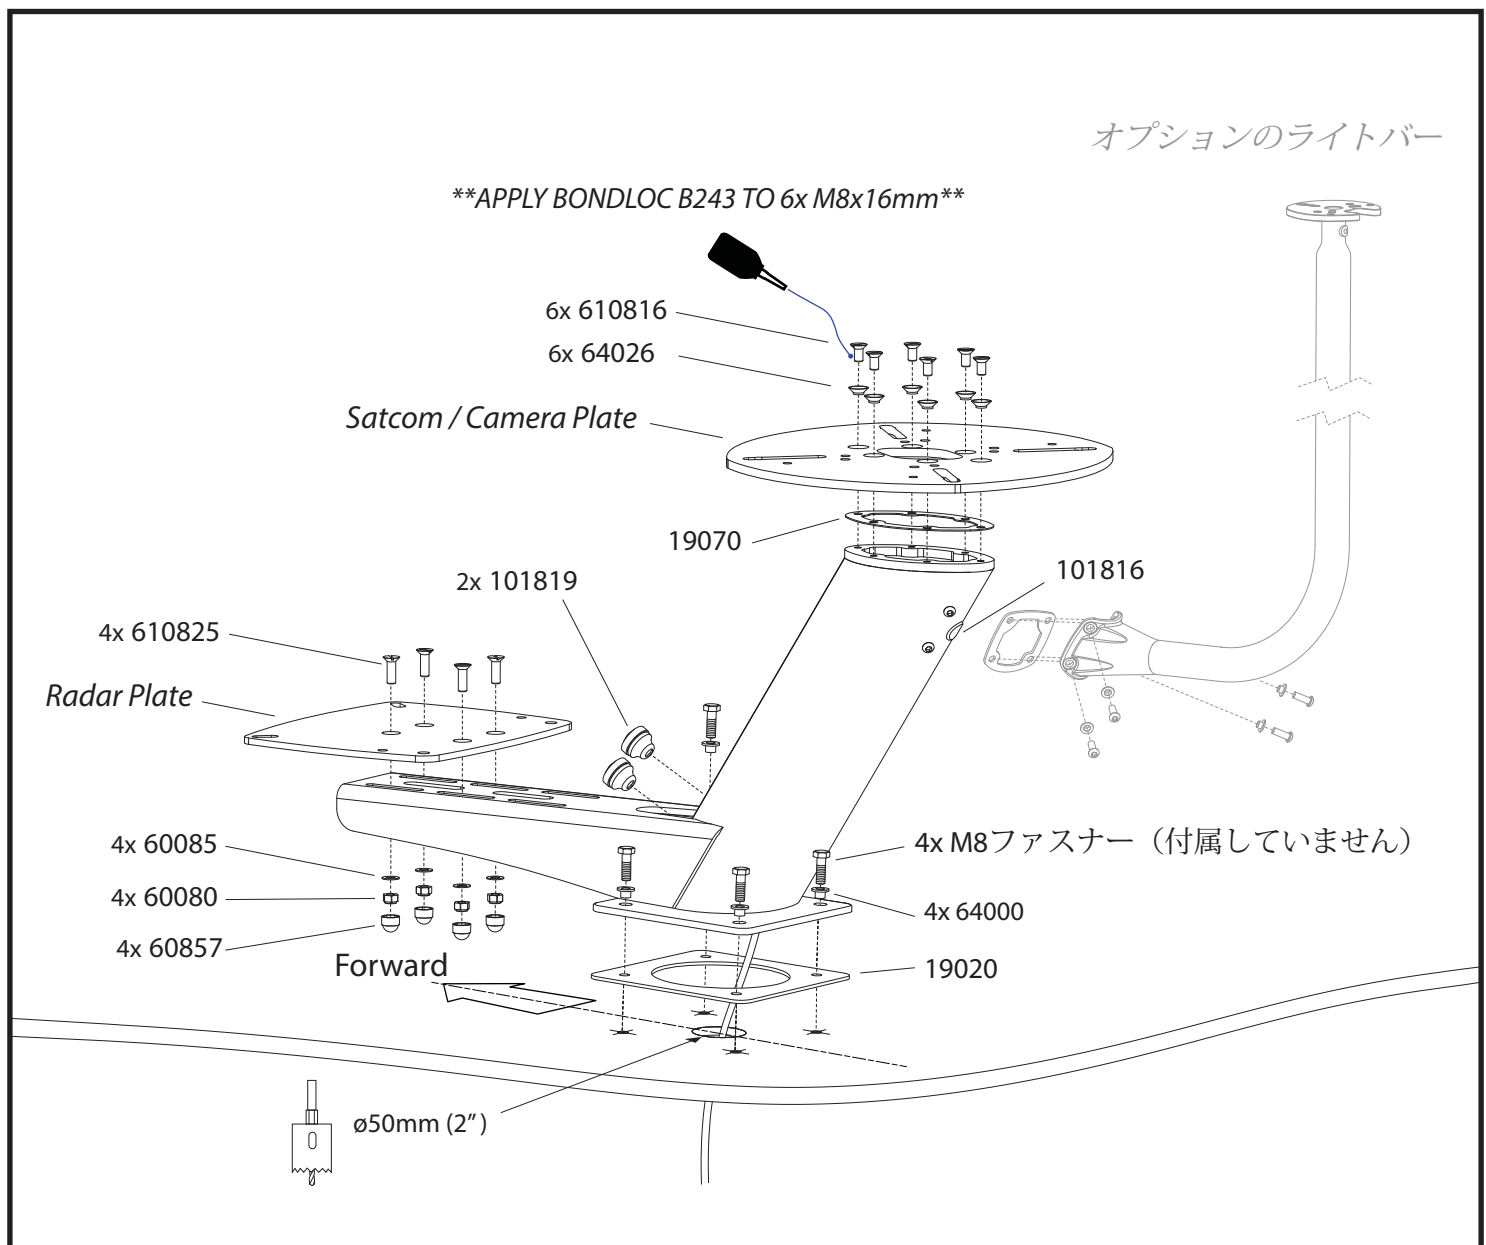 オプションのライトバー
**APPLY BONDLOC B243 TO 6x M8x16mm**
6x 610816
6x 64026
Satcom / Camera Plate
19070
101816
2x 101819
4x 610825
Radar Plate
4x M8ファスナー（付属していません）
4x 60085
4x 60080
4x 64000
4x 60857
Forward
19020
ø50mm (2”)